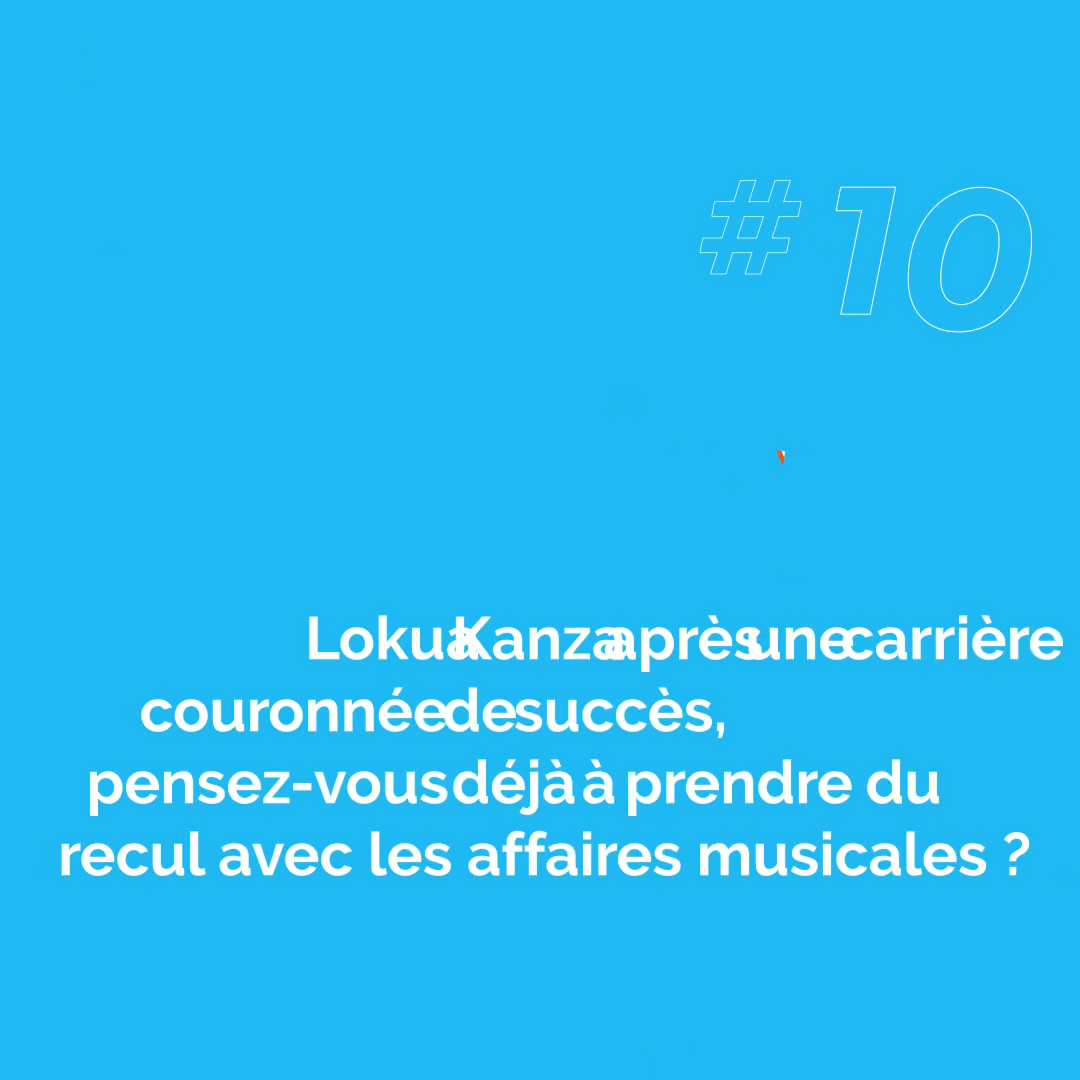 #10
Lokua Kanza après une carrière
couronnée de succès,
pensez-vous déjà à prendre du
recul avec les affaires musicales ?